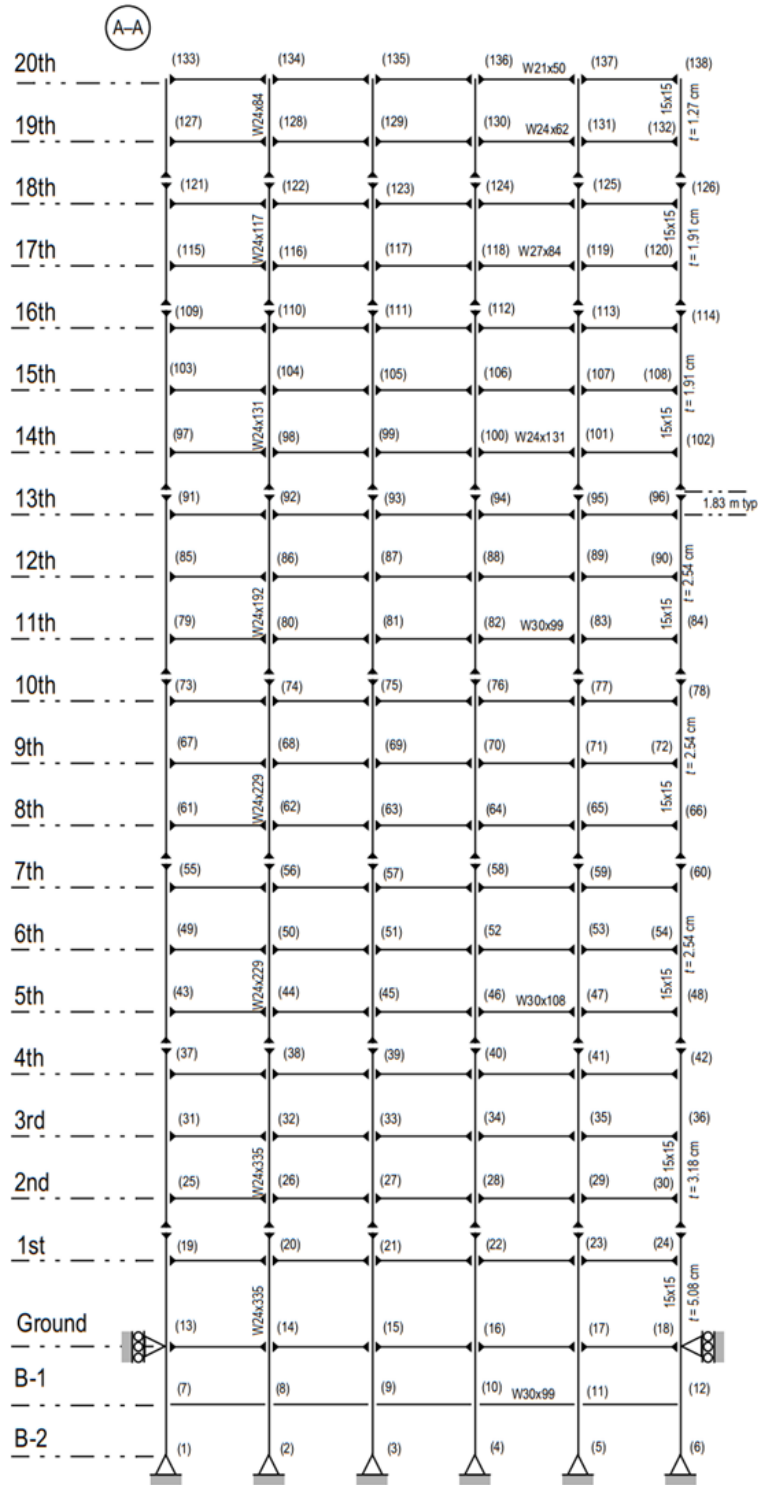 A–A
20th (133) (134) (135) (136) W21x50 (137) (138)
W24x84 15x15 t = 1.27 cm
19th (127) (128) (129) (130) W24x62 (131) (132)
18th (121) (122) (123) (124) (125) (126)
W24x117 15x15 t = 1.91 cm
17th (115) (116) (117) (118) W27x84 (119) (120)
16th (109) (110) (111) (112) (113) (114)
15th (103) (104) (105) (106) (107) (108) t = 1.91 cm
W24x131 15x15
14th (97) (98) (99) (100) W24x131 (101) (102)
13th (91) (92) (93) (94) (95) (96) 1.83 m typ
12th (85) (86) (87) (88) (89) (90) t = 2.54 cm
W24x192 15x15
11th (79) (80) (81) (82) W30x99 (83) (84)
10th (73) (74) (75) (76) (77) (78)
9th (67) (68) (69) (70) (71) (72) t = 2.54 cm
W24x229 15x15
8th (61) (62) (63) (64) (65) (66)
7th (55) (56) (57) (58) (59) (60)
6th (49) (50) (51) (52 (53) (54) t = 2.54 cm
W24x229 15x15
5th (43) (44) (45) (46) W30x108 (47) (48)
4th (37) (38) (39) (40) (41) (42)
3rd (31) (32) (33) (34) (35) (36)
W24x335 15x15 t = 3.18 cm
2nd (25) (26) (27) (28) (29) (30)
1st (19) (20) (21) (22) (23) (24)
W24x335 15x15 t = 5.08 cm
Ground (13) (14) (15) (16) (17) (18)
B-1 (7) (8) (9) (10) W30x99 (11) (12)
B-2 (1) (2) (3) (4) (5) (6)